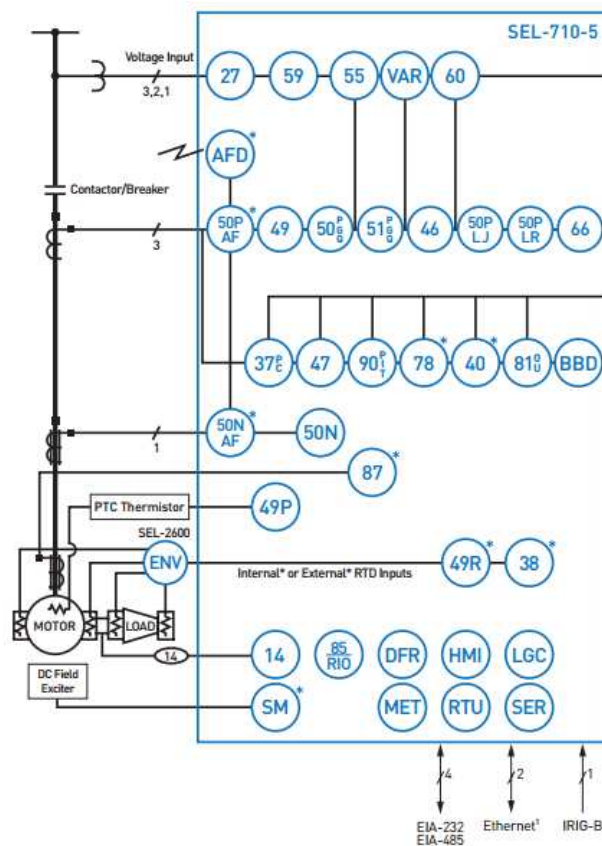 SEL-710-5
Voltage Input
3,2,1
27
59
55
VAR
60
AFD*
Contactor/Breaker
3
50P
AF*
49
50 P G Q
51 P G Q
46
50P
LJ
50P
LR
66
37 P C
47
90 P I T
78*
40*
81 O U
BBD
1
50N
AF*
50N
87*
PTC Thermistor
49P
SEL-2600
ENV
Internal* or External* RTD Inputs
49R*
38*
MOTOR
LOAD
14
14
85
RIO
DFR
HMI
LGC
DC Field
Exciter
SM*
MET
RTU
SER
4
2
1
EIA-232
EIA-485
Ethernet¹
IRIG-B